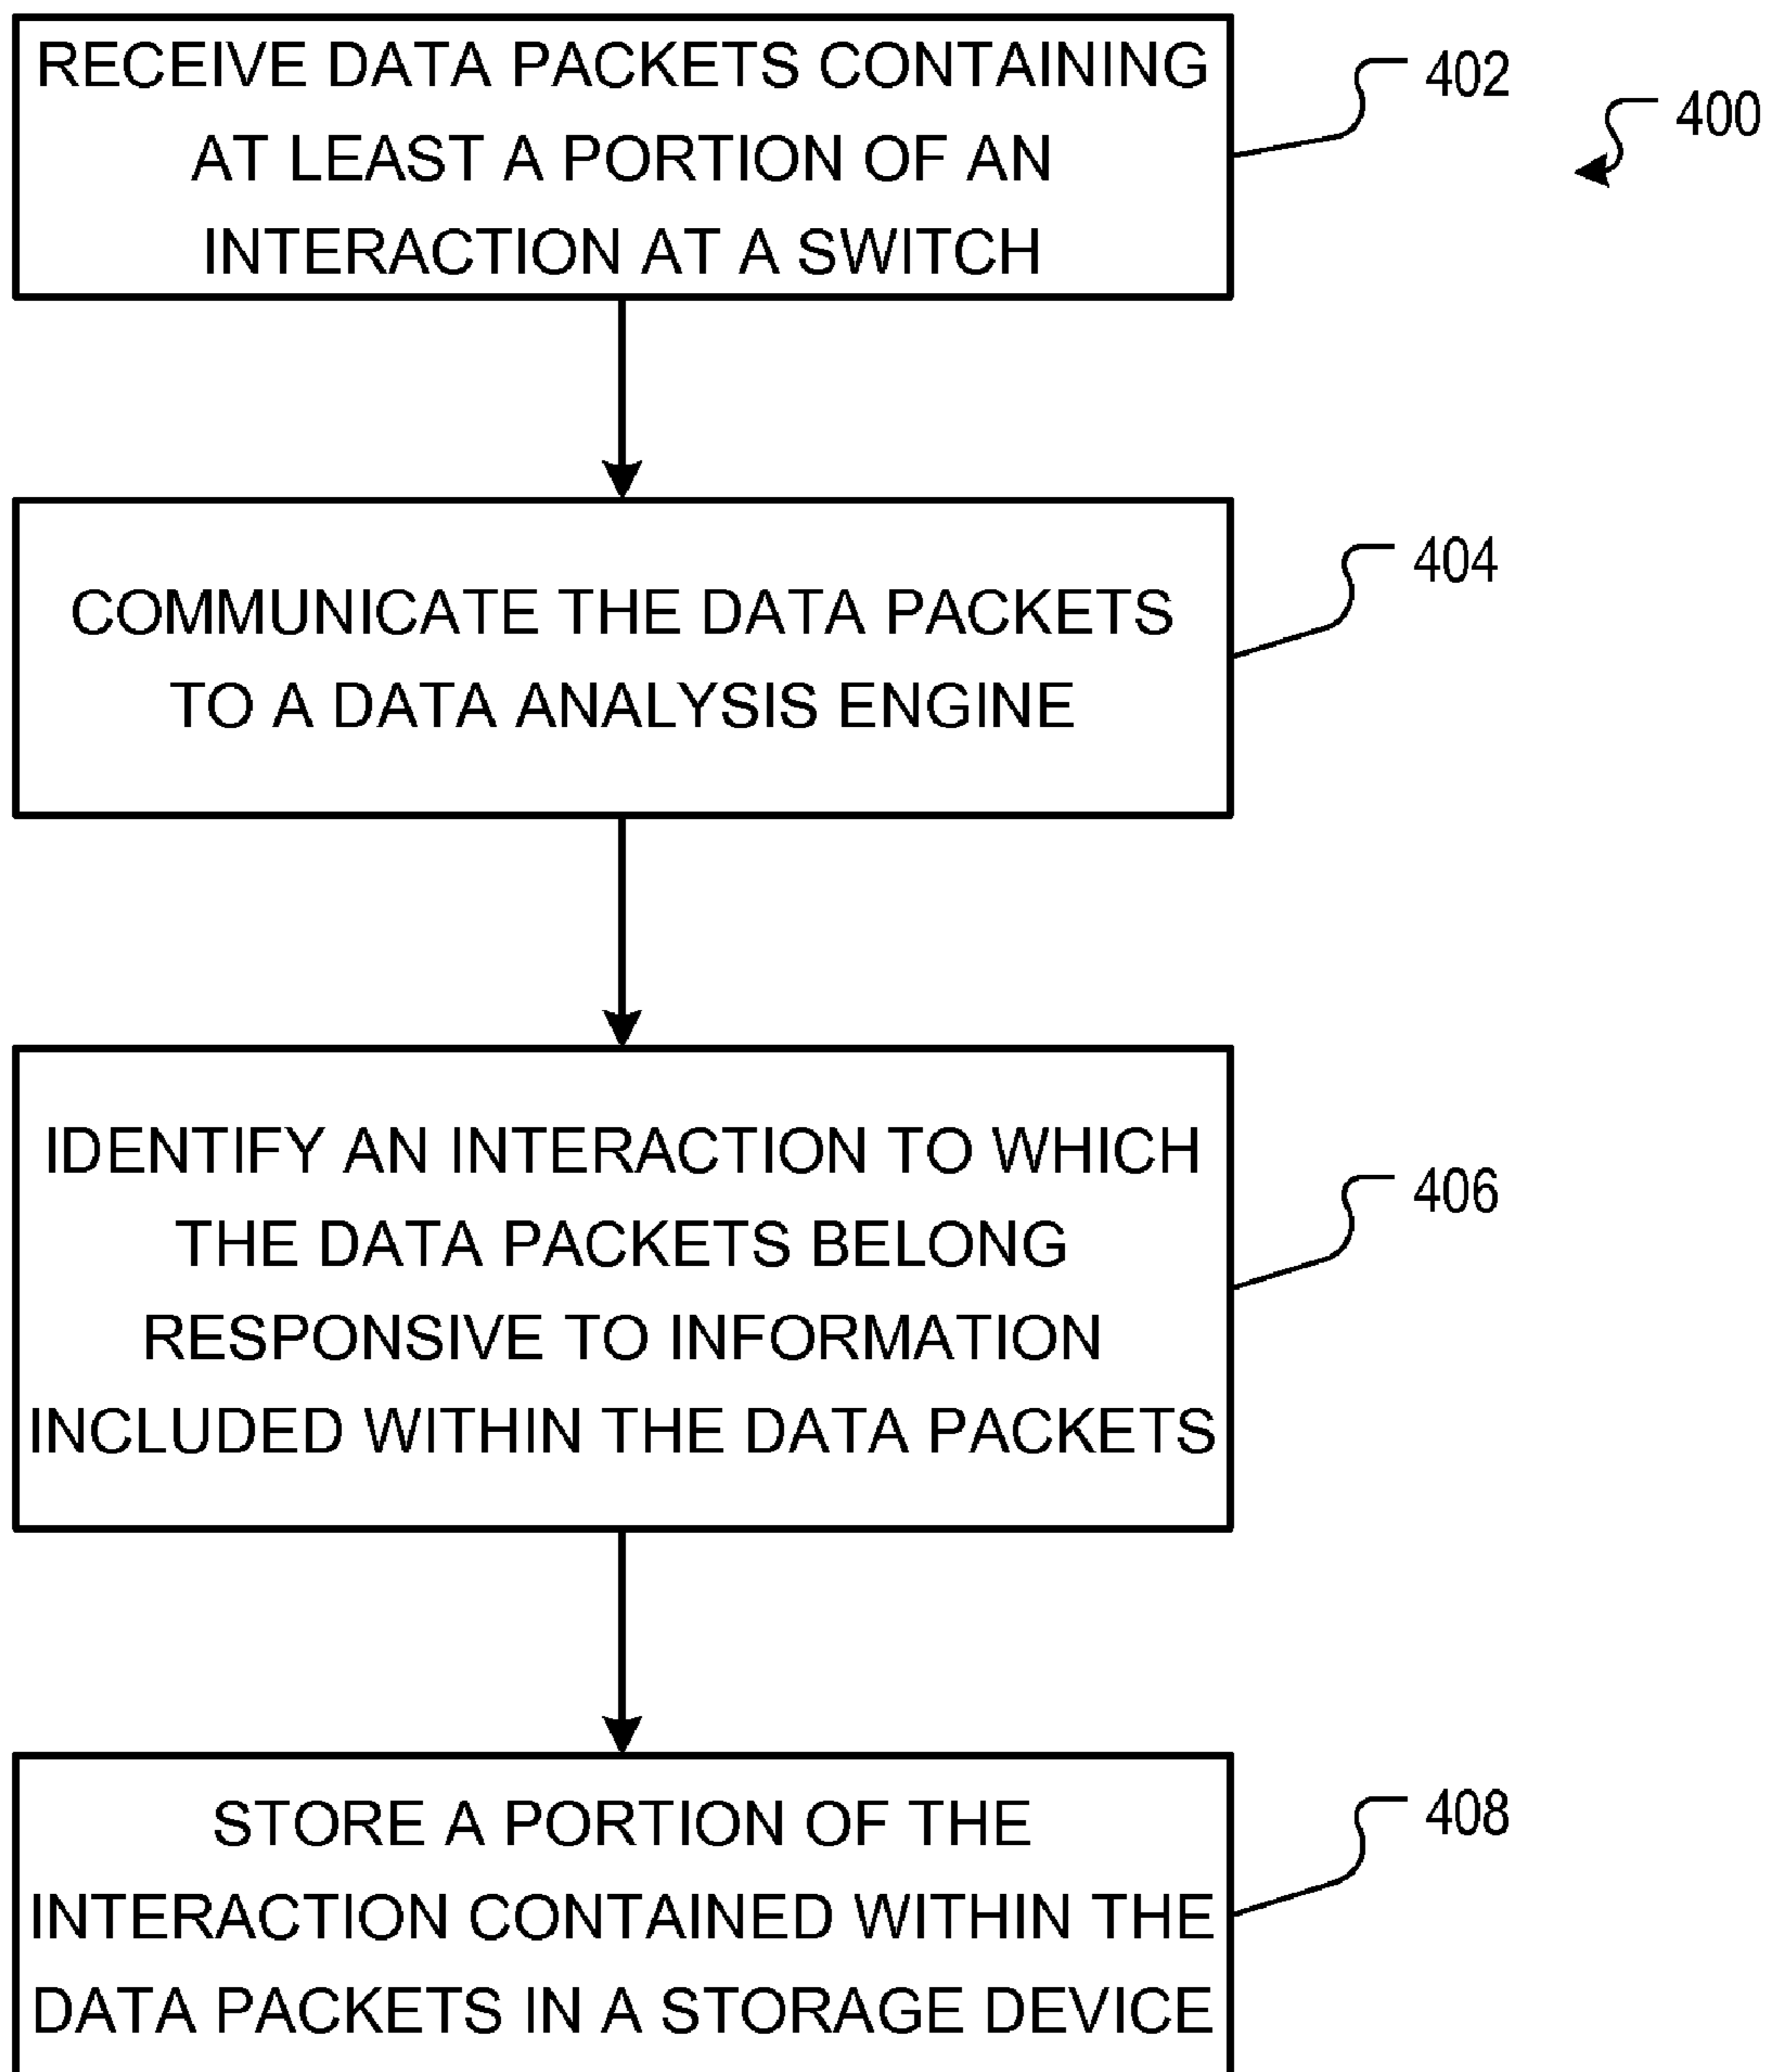 RECEIVE DATA PACKETS CONTAINING
AT LEAST A PORTION OF AN
INTERACTION AT A SWITCH
402
400
COMMUNICATE THE DATA PACKETS
TO A DATA ANALYSIS ENGINE
404
IDENTIFY AN INTERACTION TO WHICH
THE DATA PACKETS BELONG
RESPONSIVE TO INFORMATION
INCLUDED WITHIN THE DATA PACKETS
406
STORE A PORTION OF THE
INTERACTION CONTAINED WITHIN THE
DATA PACKETS IN A STORAGE DEVICE
408